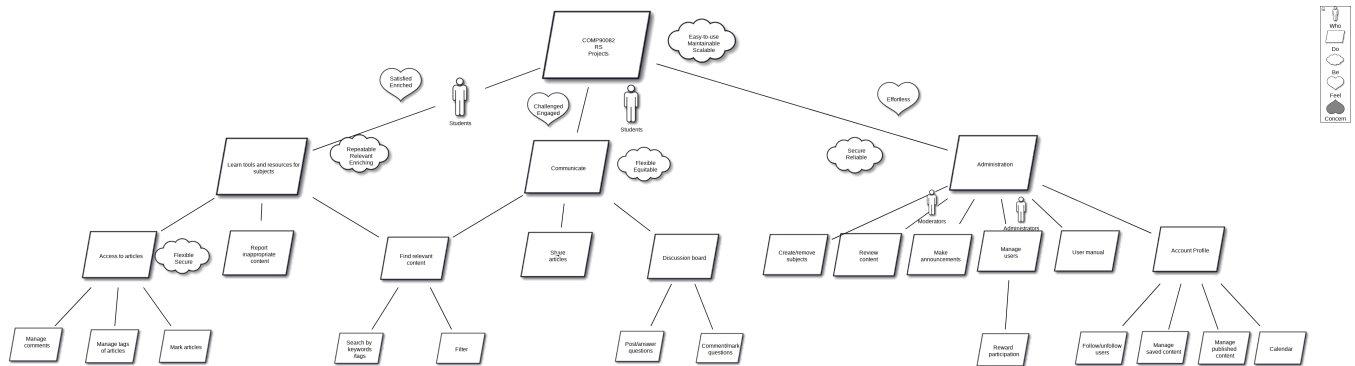 COMP90082
RS
Projects
Easy-to-use
Maintainable
Scalable
Who
Do
Be
Feel
Concern
Satisfied
Enriched
Students
Challenged
Engaged
Students
Effortless
Learn tools and resources for
subjects
Repeatable
Relevant
Enriching
Communicate
Flexible
Equitable
Secure
Reliable
Administration
Moderators
Administrators
Access to articles
Flexible
Secure
Report
inappropriate
content
Find relevant
content
Share
articles
Discussion board
Create/remove
subjects
Review
content
Make
announcements
Manage
users
User manual
Account Profile
Manage
comments
Manage tags
of articles
Mark articles
Search by
keywords
/tags
Filter
Post/answer
questions
Comment/mark
questions
Reward
participation
Follow/unfollow
users
Manage
saved content
Manage
published
content
Calendar